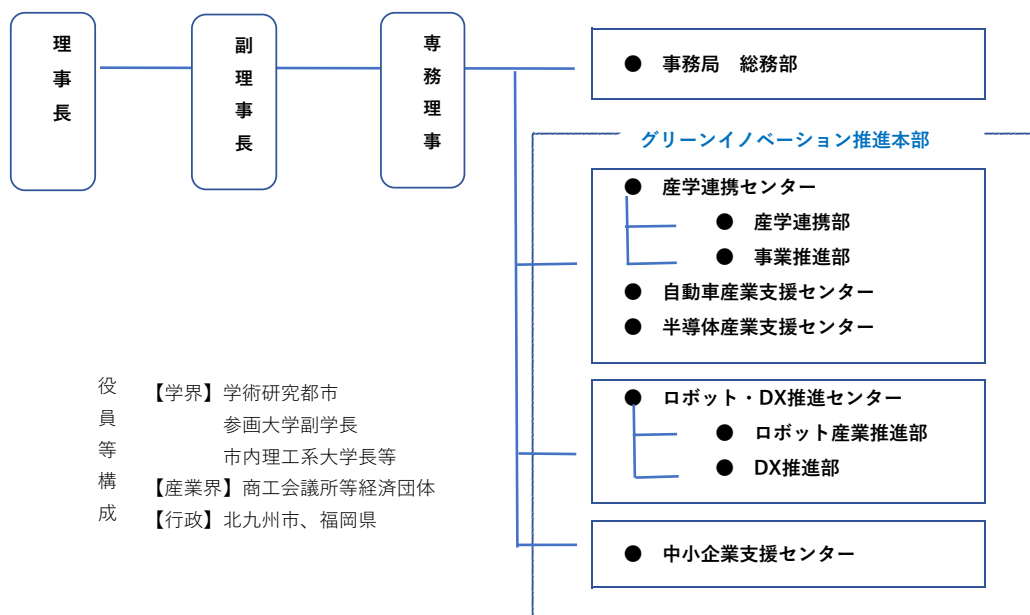 理事長
副理事長
専務理事
● 事務局　総務部
グリーンイノベーション推進本部
● 産学連携センター
● 産学連携部
● 事業推進部
● 自動車産業支援センター
● 半導体産業支援センター
● ロボット・DX推進センター
● ロボット産業推進部
● DX推進部
● 中小企業支援センター
役員等構成
【学界】学術研究都市
参画大学副学長
市内理工系大学長等
【産業界】商工会議所等経済団体
【行政】北九州市、福岡県